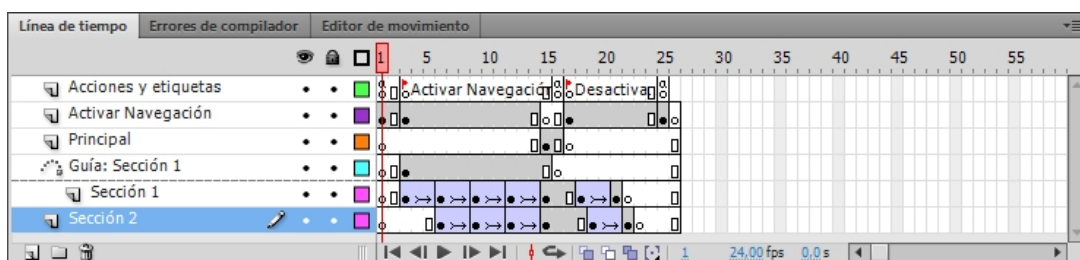 Línea de tiempo Errores de compilador Editor de movimiento
1 5 10 15 20 25 30 35 40 45 50 55
Acciones y etiquetas Activar Navegació Desactiva
Activar Navegación
Principal
Guía: Sección 1
Sección 1
Sección 2
1 24,00 fps 0,0 s